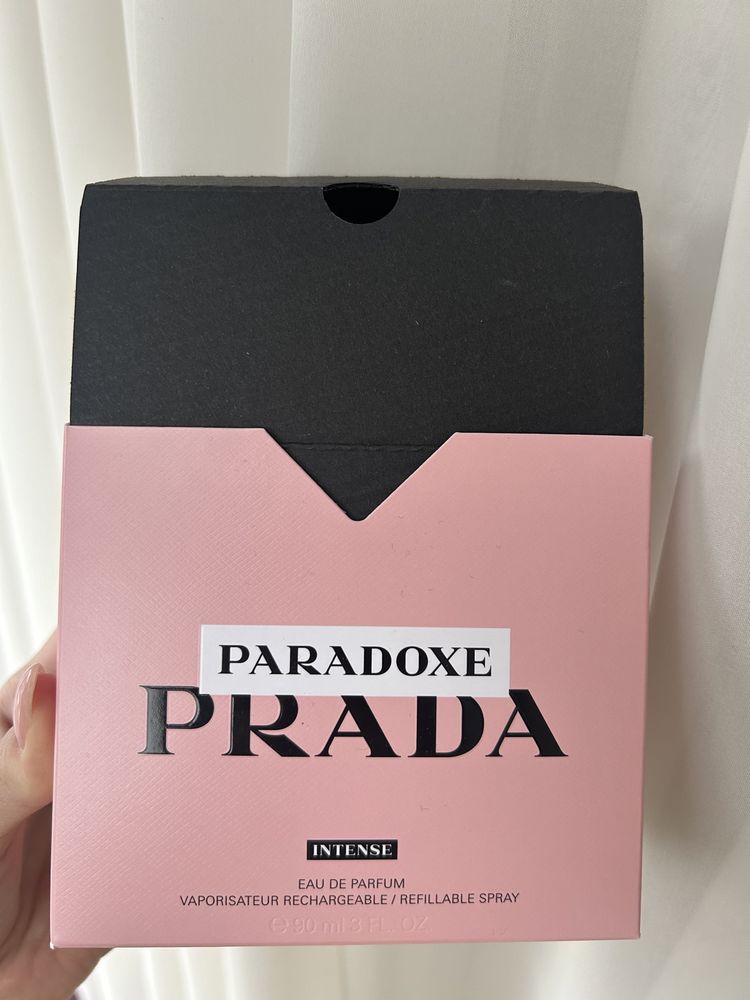 PARADOXE
PRADA
INTENSE
EAU DE PARFUM
VAPORISATEUR RECHARGEABLE / REFILLABLE SPRAY
℮ 90 ml 3 FL. OZ.